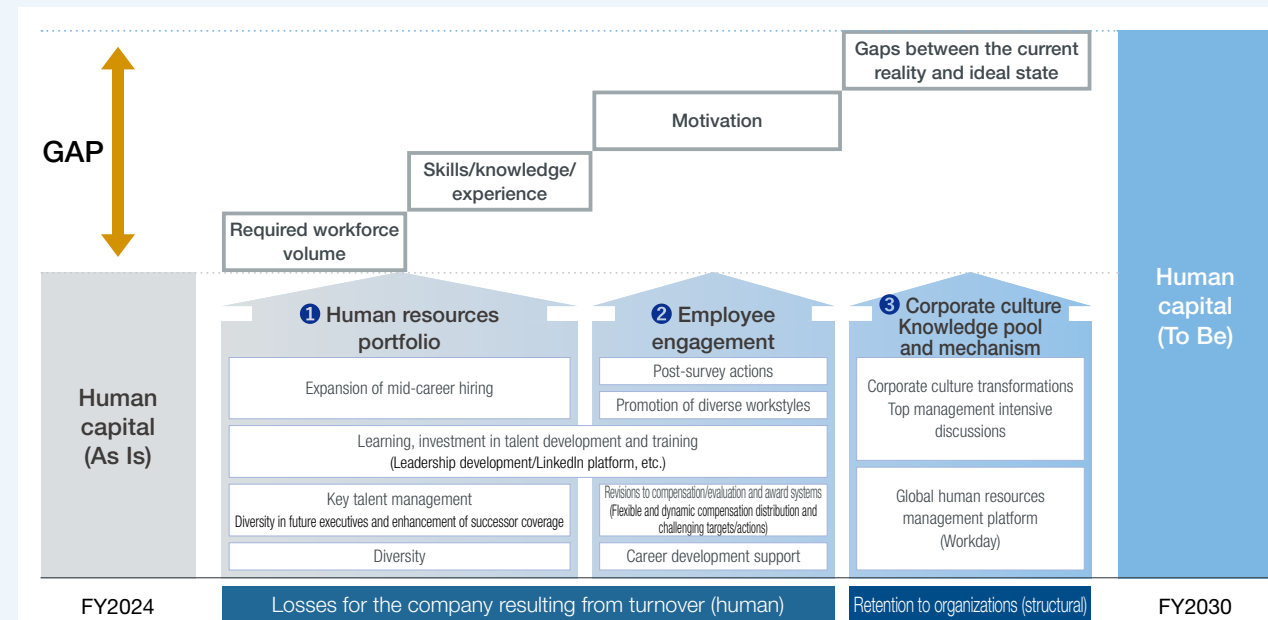 GAP
Gaps between the current
reality and ideal state
Motivation
Skills/knowledge/
experience
Required workforce
volume
Human
capital
(As Is)
❶ Human resources
portfolio
Expansion of mid-career hiring
Learning, investment in talent development and training
(Leadership development/LinkedIn platform, etc.)
Key talent management
Diversity in future executives and enhancement of successor coverage
Diversity
❷ Employee
engagement
Post-survey actions
Promotion of diverse workstyles
Revisions to compensation/evaluation and award systems
(Flexible and dynamic compensation distribution and
challenging targets/actions)
Career development support
❸ Corporate culture
Knowledge pool
and mechanism
Corporate culture transformations
Top management intensive
discussions
Global human resources
management platform
(Workday)
Human
capital
(To Be)
FY2024
Losses for the company resulting from turnover (human)
Retention to organizations (structural)
FY2030